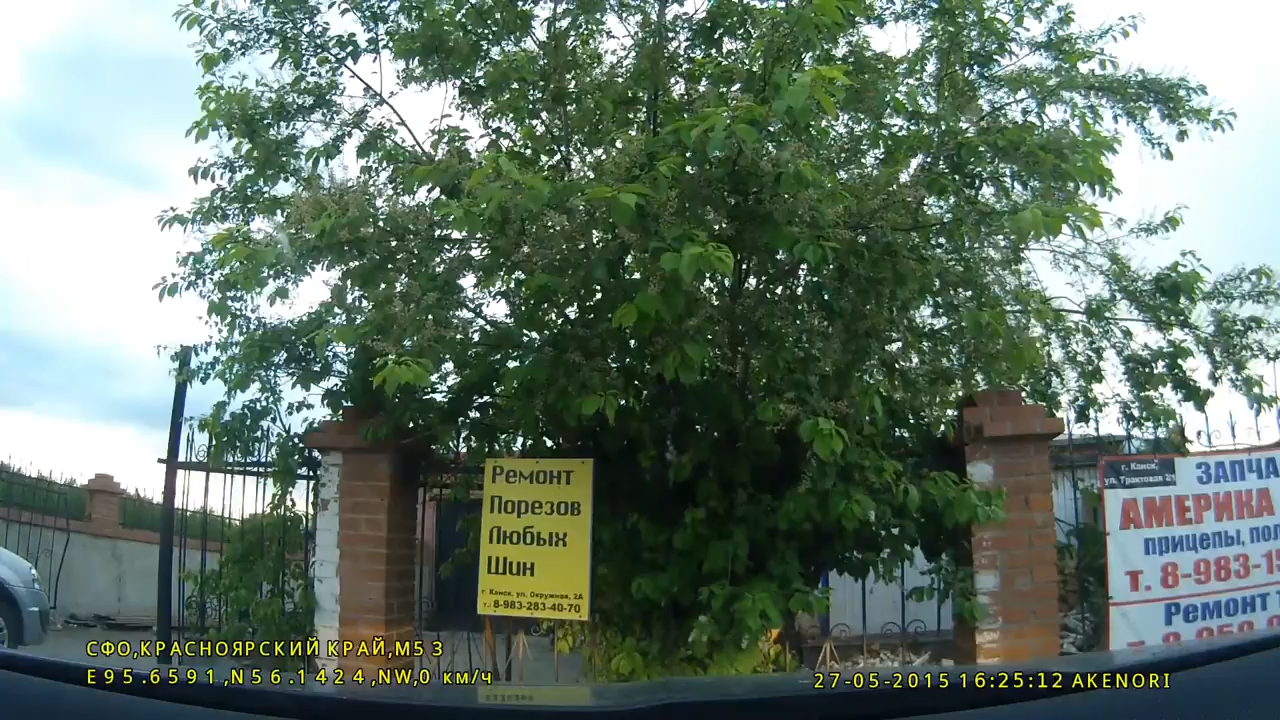 Ремонт
Порезов
Любых
Шин
г. Канск, ул. Окружная, 2А
т.: 8-983-283-40-70
г. Канск,
ул. Трактовая 2
ЗАПЧА
АМЕРИКА
прицепы, пол
т. 8-983-1
Ремонт
СФО,КРАСНОЯРСКИЙ КРАЙ,М53
E95.6591,N56.1424,NW,0 км/ч
27-05-2015 16:25:12 AKENORI